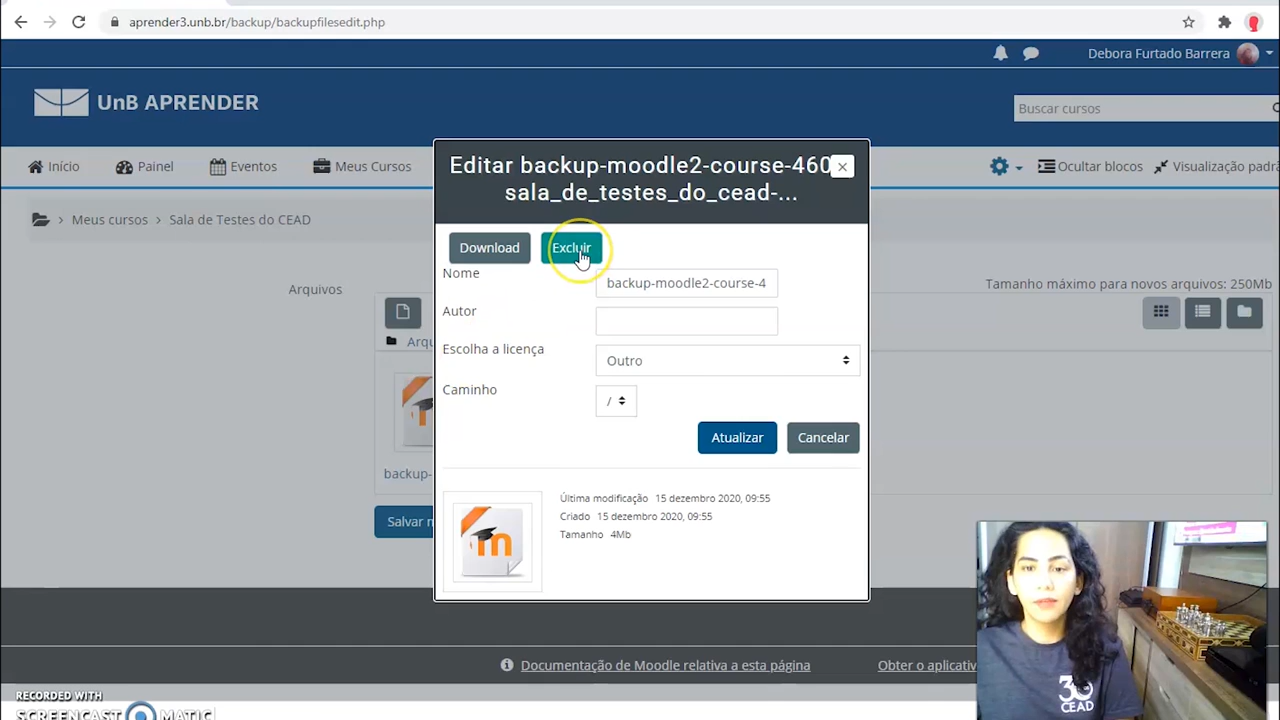 aprender3.unb.br/backup/backupfilesedit.php
Debora Furtado Barrera
UnB APRENDER
Buscar cursos
Início
Painel
Eventos
Meus Cursos
Ocultar blocos
Visualização padrã
Meus cursos > Sala de Testes do CEAD
Editar backup-moodle2-course-460
sala_de_testes_do_cead-...
Download
Excluir
Arquivos
Tamanho máximo para novos arquivos: 250Mb
Nome
backup-moodle2-course-4
Autor
Arqu
Escolha a licença
Outro
Caminho
/
Atualizar
Cancelar
backup-
Salvar m
Última modificação 15 dezembro 2020, 09:55
Criado 15 dezembro 2020, 09:55
Tamanho 4Mb
Documentação de Moodle relativa a esta página
Obter o aplicativ
30
CEAD
RECORDED WITH
SCREENCAST MATIC